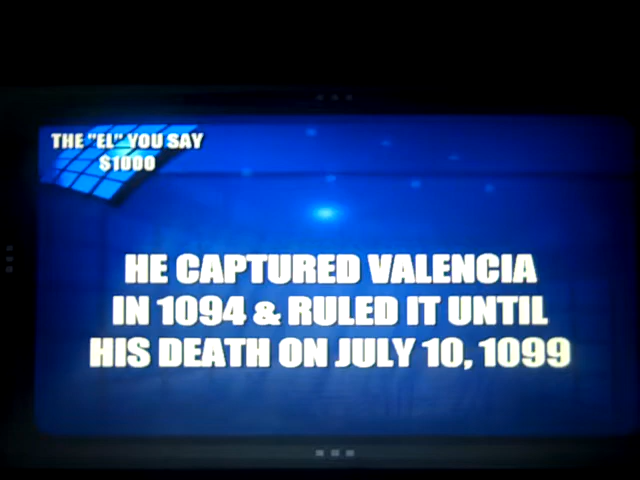 THE "EL" YOU SAY
$1000
HE CAPTURED VALENCIA
IN 1094 & RULED IT UNTIL
HIS DEATH ON JULY 10, 1099